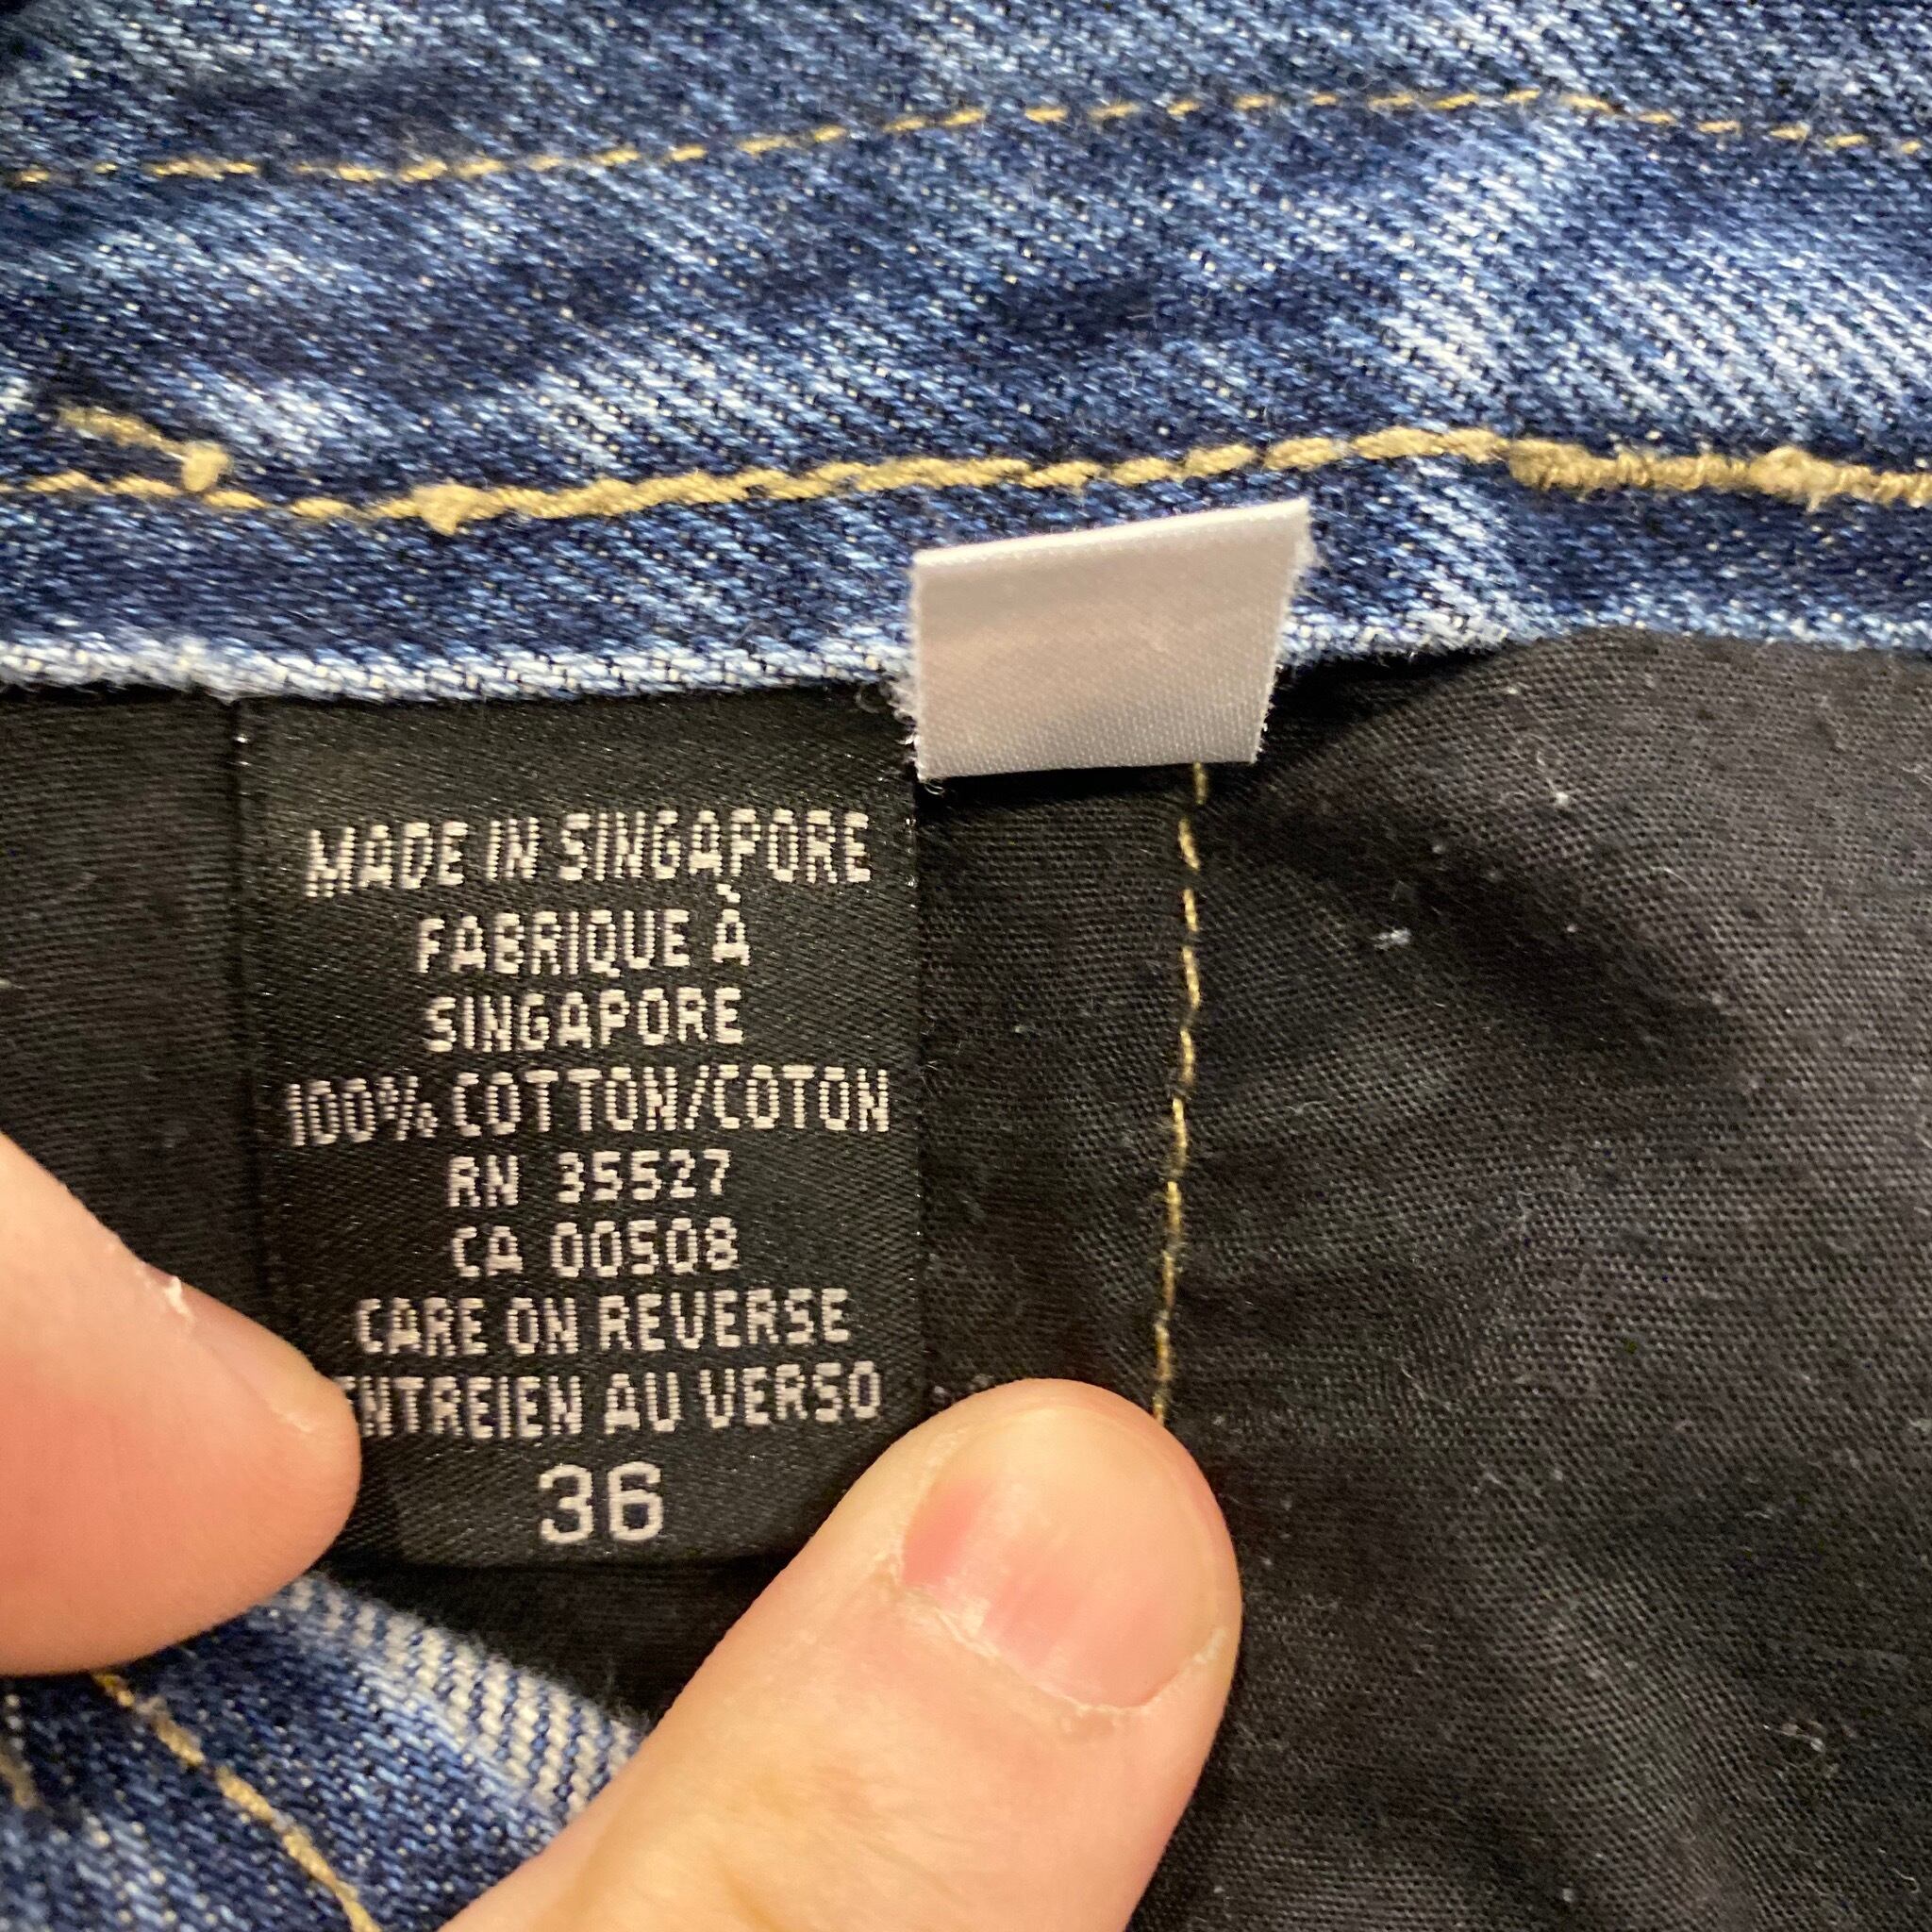 MADE IN SINGAPORE
FABRIQUE À
SINGAPORE
100% COTTON/COTON
RN 35527
CA 00508
CARE ON REVERSE
ENTREIEN AU VERSO
36